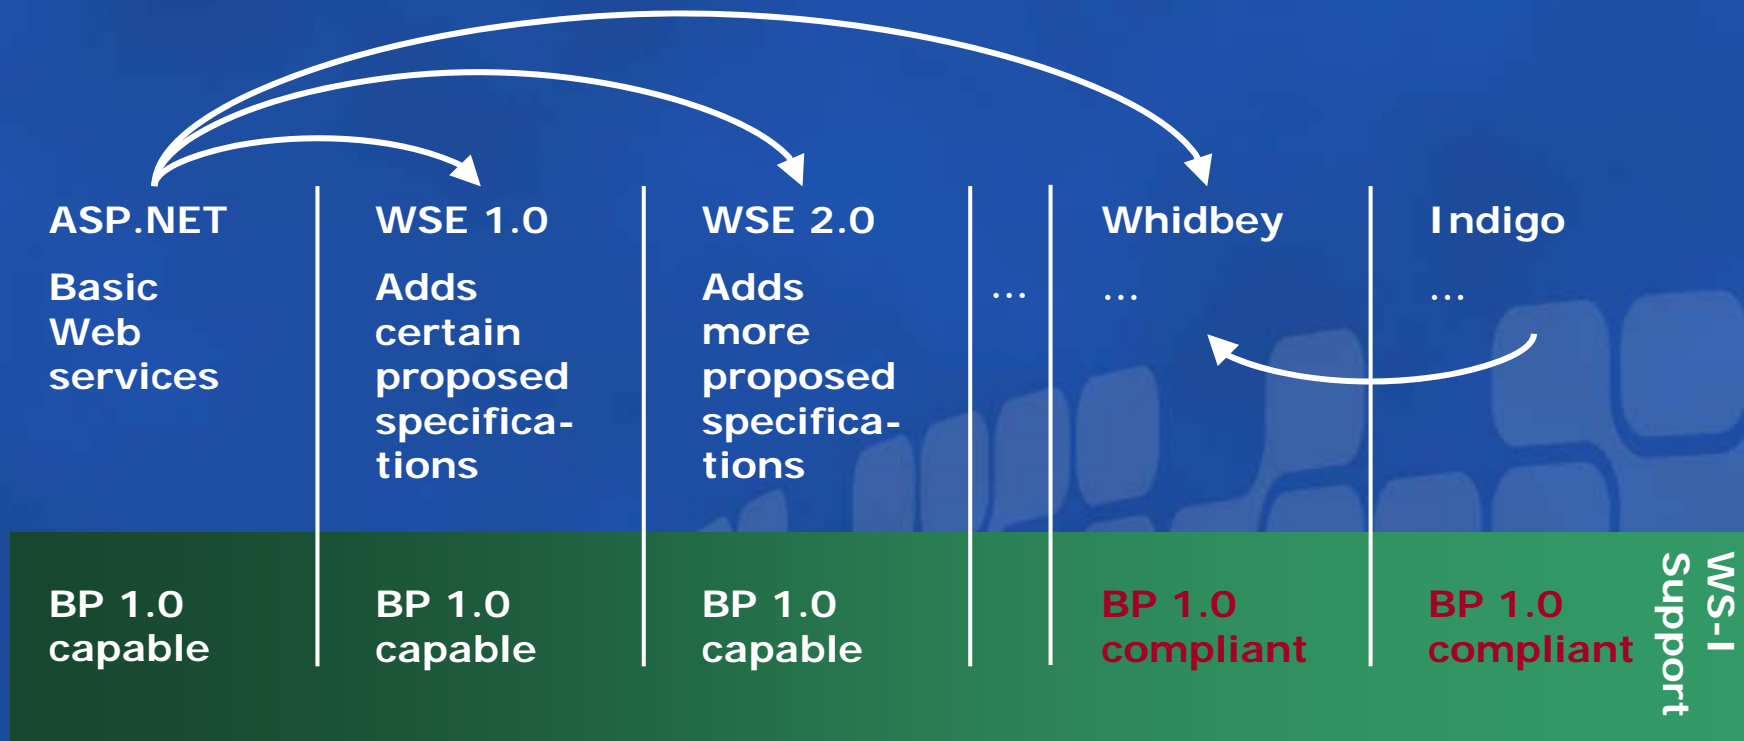 ASP.NET
Basic
Web
services
WSE 1.0
Adds
certain
proposed
specifica-
tions
WSE 2.0
Adds
more
proposed
specifica-
tions
...
Whidbey
...
Indigo
...
BP 1.0
capable
BP 1.0
capable
BP 1.0
capable
BP 1.0
compliant
BP 1.0
compliant
WS-I
Support